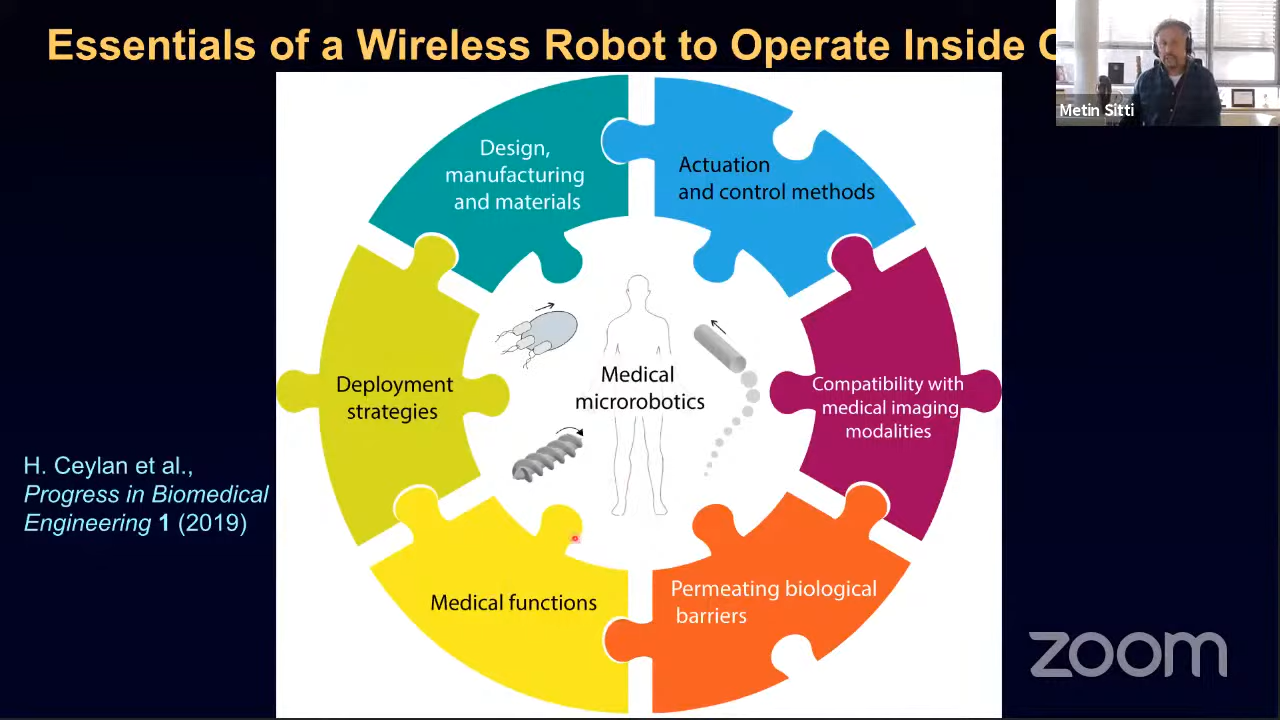 Essentials of a Wireless Robot to Operate Inside
Metin Sitti
Design,
manufacturing
and materials
Actuation
and control methods
Deployment
strategies
Medical
microrobotics
Compatibility with
medical imaging
modalities
H. Ceylan et al.,
Progress in Biomedical
Engineering 1 (2019)
Medical functions
Permeating biological
barriers
zoom